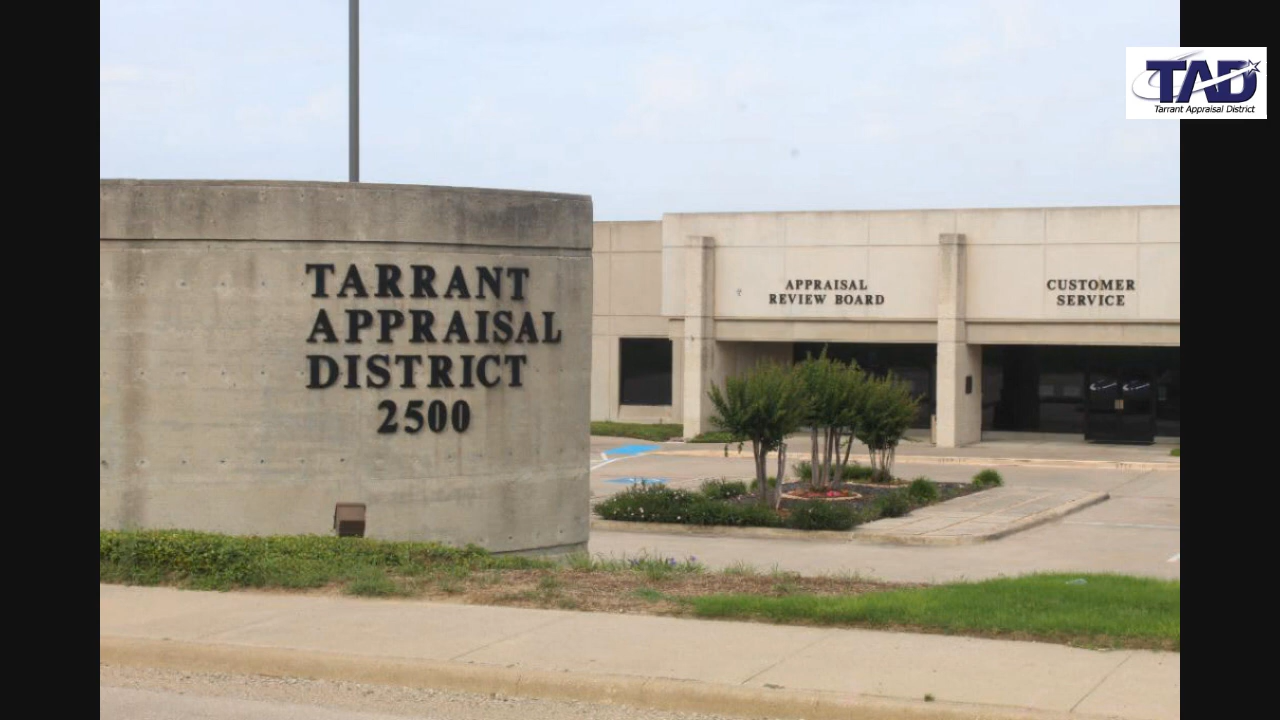 TAD
Tarrant Appraisal District
TARRANT
APPRAISAL
DISTRICT
2500
APPRAISAL
REVIEW BOARD
CUSTOMER
SERVICE